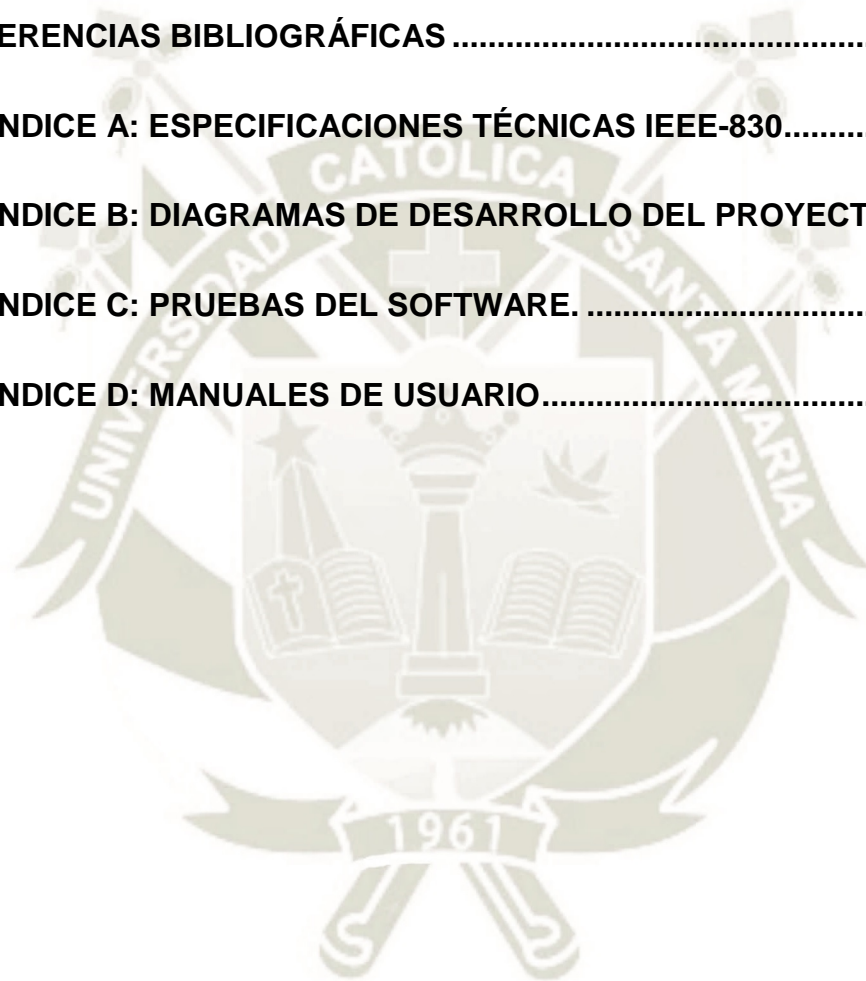 ERENCIAS BIBLIOGRÁFICAS ................................................
NDICE A: ESPECIFICACIONES TÉCNICAS IEEE-830..........
NDICE B: DIAGRAMAS DE DESARROLLO DEL PROYECT
NDICE C: PRUEBAS DEL SOFTWARE. ................................
NDICE D: MANUALES DE USUARIO.....................................
UNIVERSIDAD CATOLICA SANTA MARIA
1961